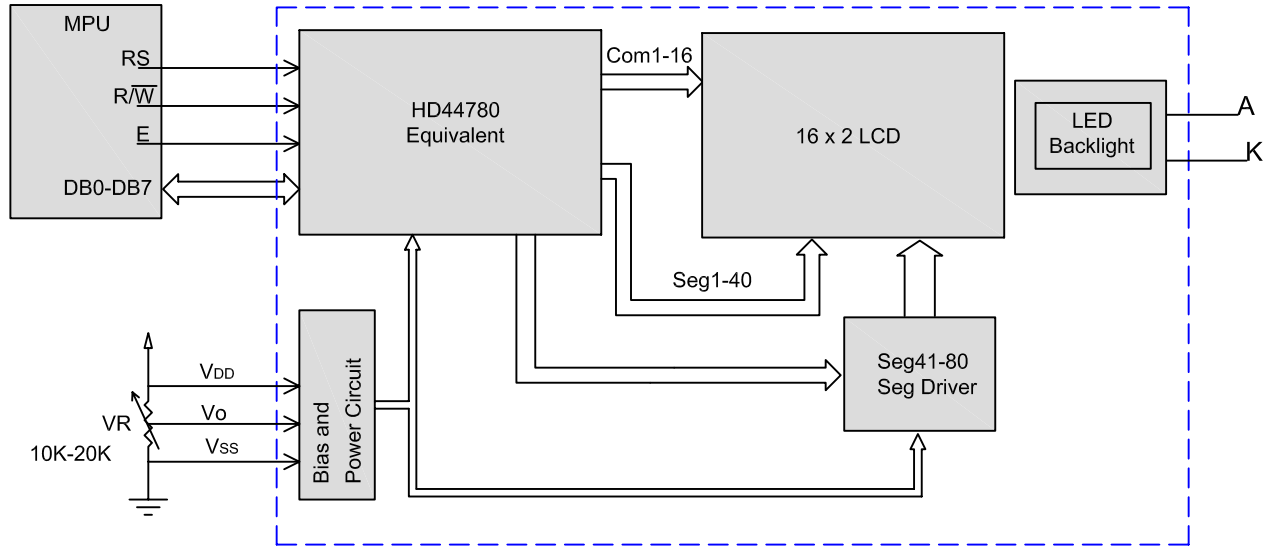 MPU
RS
R/W̅
E
DB0-DB7
HD44780
Equivalent
Com1-16
16 x 2 LCD
LED
Backlight
A
K
Seg1-40
Seg41-80
Seg Driver
VDD
Vo
VSS
VR
10K-20K
Bias and
Power Circuit